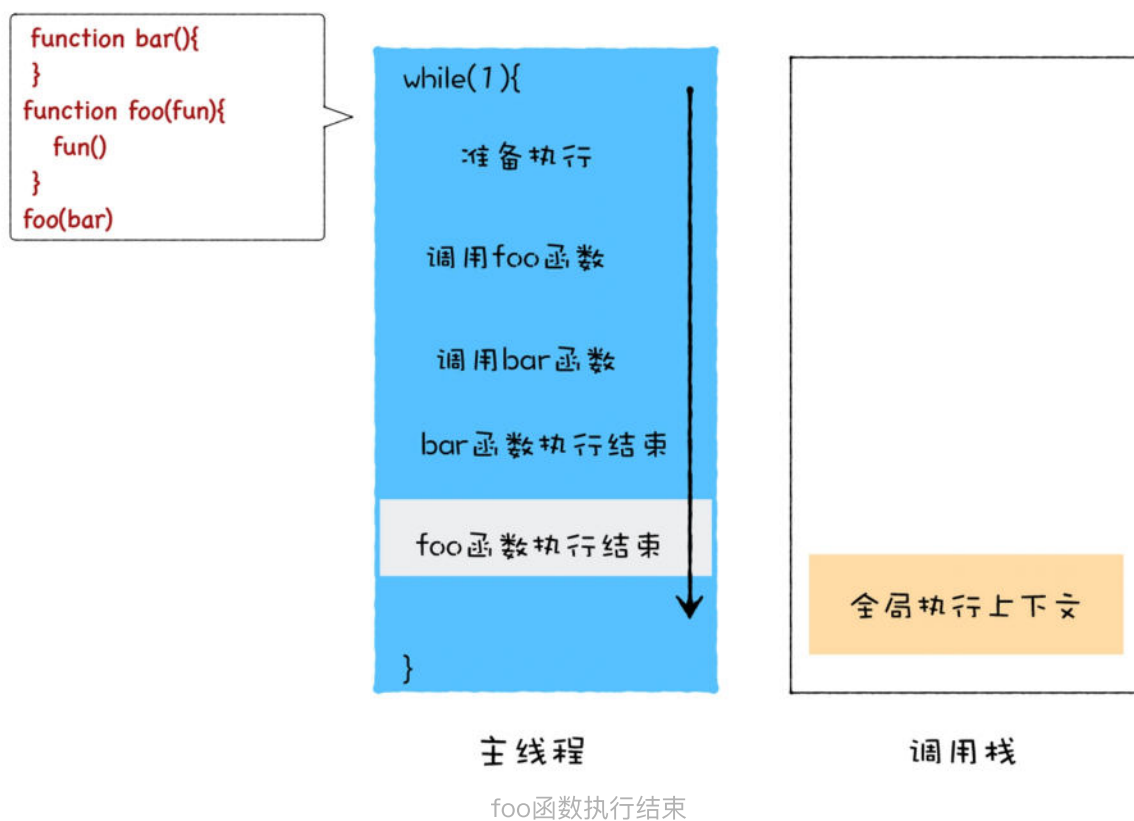 function bar(){
}
function foo(fun){
fun()
}
foo(bar)
while(1){
准备执行
调用foo函数
调用bar函数
bar函数执行结束
foo函数执行结束
}
主线程
全局执行上下文
调用栈
foo函数执行结束